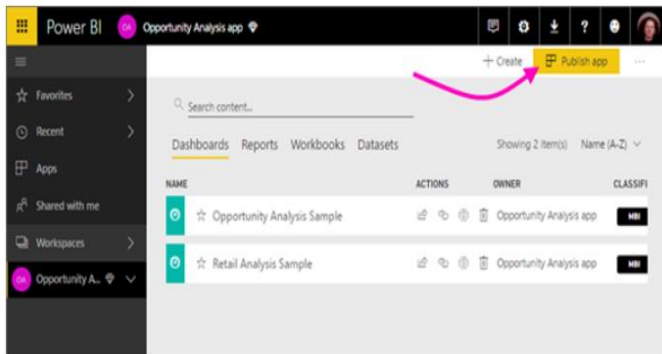 Power BI OA Opportunity Analysis app ?
+ Create Publish app ...
Favorites
Recent
Apps
Shared with me
Workspaces
OA Opportunity A...
Search content...
Dashboards Reports Workbooks Datasets Showing 2 item(s) Name (A-Z)
NAME ACTIONS OWNER CLASSIFI
Opportunity Analysis Sample Opportunity Analysis app MBI
Retail Analysis Sample Opportunity Analysis app MBI